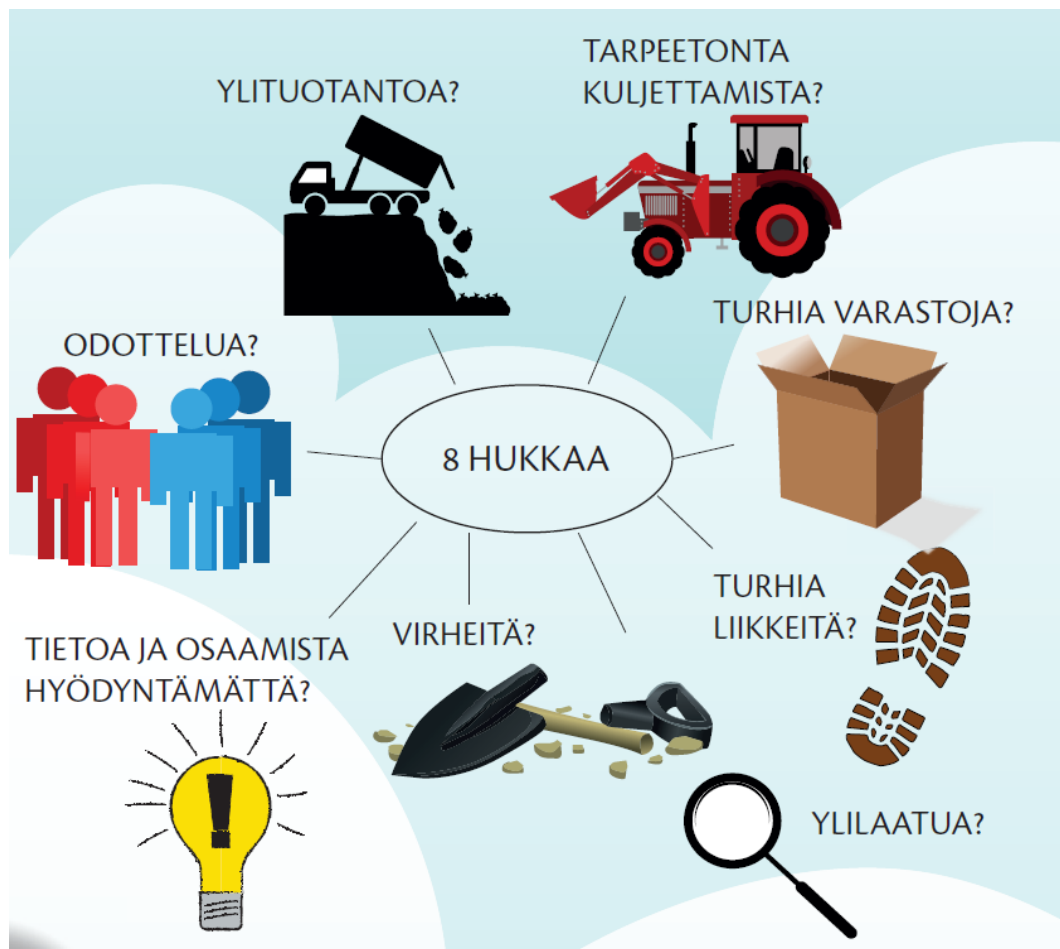 YLITUOTANTOA?
TARPEETONTA
KULJETTAMISTA?
ODOTTELUA?
TURHIA VARASTOJA?
8 HUKKAA
TIETOA JA OSAAMISTA
HYÖDYNTÄMÄTTÄ?
VIRHEITÄ?
TURHIA
LIIKKEITÄ?
YLILAATUA?